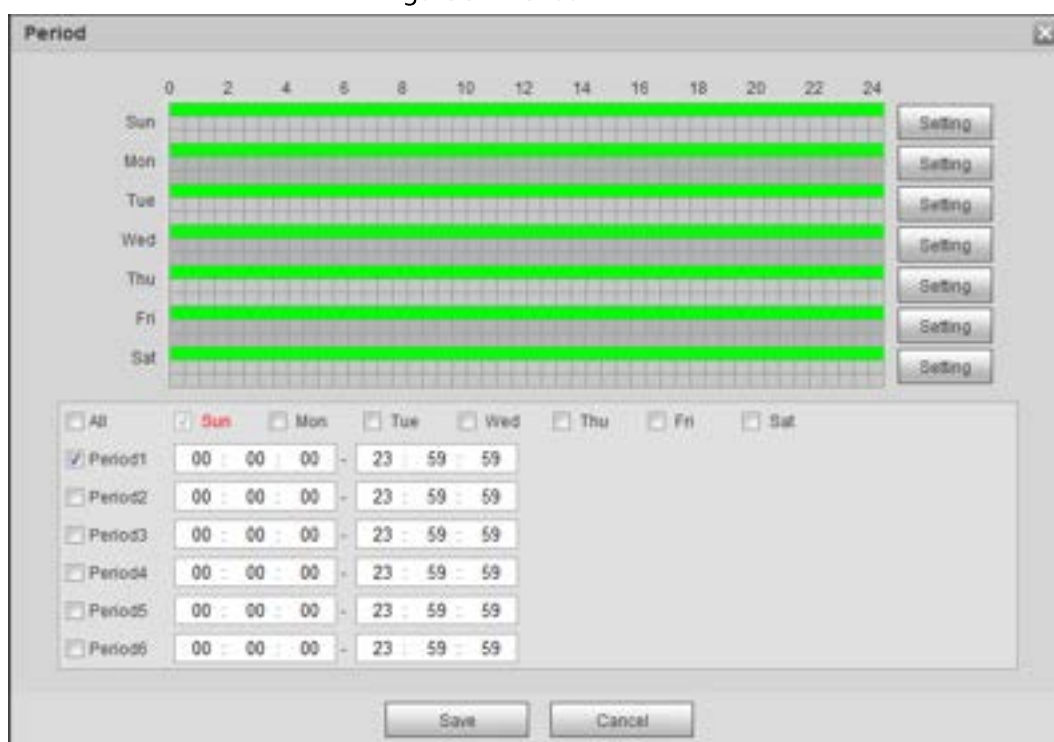 Period
0 2 4 6 8 10 12 14 16 18 20 22 24
Sun Setting
Mon Setting
Tue Setting
Wed Setting
Thu Setting
Fri Setting
Sat Setting
All Sun Mon Tue Wed Thu Fri Sat
Period1 00 : 00 : 00 - 23 : 59 : 59
Period2 00 : 00 : 00 - 23 : 59 : 59
Period3 00 : 00 : 00 - 23 : 59 : 59
Period4 00 : 00 : 00 - 23 : 59 : 59
Period5 00 : 00 : 00 - 23 : 59 : 59
Period6 00 : 00 : 00 - 23 : 59 : 59
Save Cancel